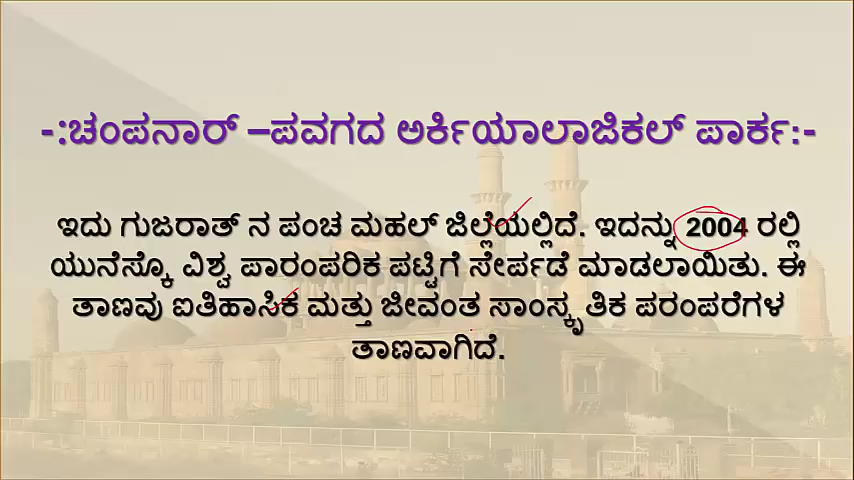 -:ಚಂಪನಾರ್ –ಪವಗದ ಅರ್ಕಿಯಾಲಾಜಿಕಲ್ ಪಾರ್ಕ:-
ಇದು ಗುಜರಾತ್ ನ ಪಂಚ ಮಹಲ್ ಜಿಲ್ಲೆಯಲ್ಲಿದೆ. ಇದನ್ನು 2004 ರಲ್ಲಿ
ಯುನೆಸ್ಕೊ ವಿಶ್ವ ಪಾರಂಪರಿಕ ಪಟ್ಟಿಗೆ ಸೇರ್ಪಡೆ ಮಾಡಲಾಯಿತು. ಈ
ತಾಣವು ಐತಿಹಾಸಿಕ ಮತ್ತು ಜೀವಂತ ಸಾಂಸ್ಕೃತಿಕ ಪರಂಪರೆಗಳ
ತಾಣವಾಗಿದೆ.